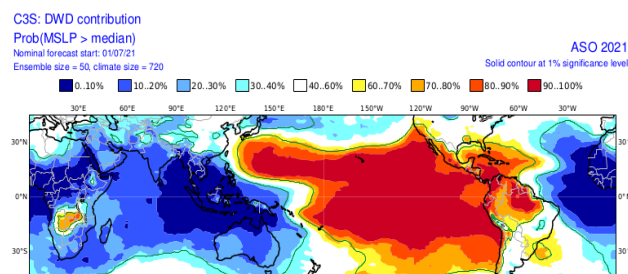 C3S: DWD contribution
Prob(MSLP > median)
Nominal forecast start: 01/07/21
Ensemble size = 50, climate size = 720
ASO 2021
Solid contour at 1% significance level
0..10% 10..20% 20..30% 30..40% 40..60% 60..70% 70..80% 80..90% 90..100%
30°E 60°E 90°E 120°E 150°E 180°E 150°W 120°W 90°W 60°W 30°W
30°N 30°N
0°N 0°N
30°S 30°S